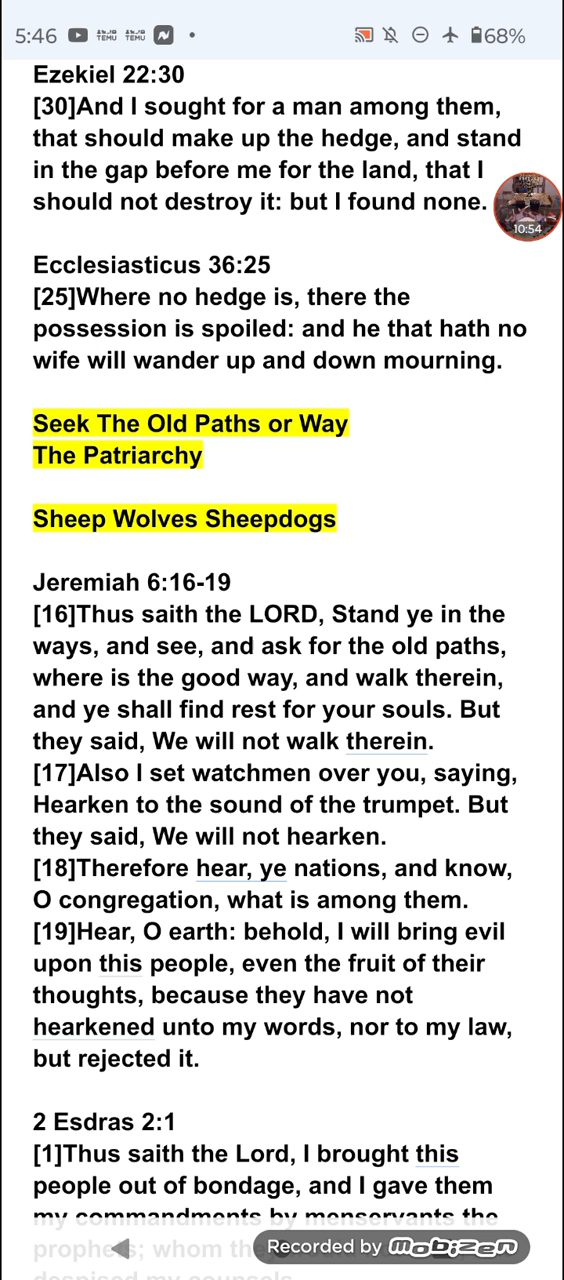 5:46
TEMU TEMU
68%
Ezekiel 22:30
[30]And I sought for a man among them,
that should make up the hedge, and stand
in the gap before me for the land, that I
should not destroy it: but I found none.
10:54
Ecclesiasticus 36:25
[25]Where no hedge is, there the
possession is spoiled: and he that hath no
wife will wander up and down mourning.
Seek The Old Paths or Way
The Patriarchy
Sheep Wolves Sheepdogs
Jeremiah 6:16-19
[16]Thus saith the LORD, Stand ye in the
ways, and see, and ask for the old paths,
where is the good way, and walk therein,
and ye shall find rest for your souls. But
they said, We will not walk therein.
[17]Also I set watchmen over you, saying,
Hearken to the sound of the trumpet. But
they said, We will not hearken.
[18]Therefore hear, ye nations, and know,
O congregation, what is among them.
[19]Hear, O earth: behold, I will bring evil
upon this people, even the fruit of their
thoughts, because they have not
hearkened unto my words, nor to my law,
but rejected it.
2 Esdras 2:1
[1]Thus saith the Lord, I brought this
people out of bondage, and I gave them
my commandments by menservants the
prophets; whom the
Recorded by mobizen
despised my counsels